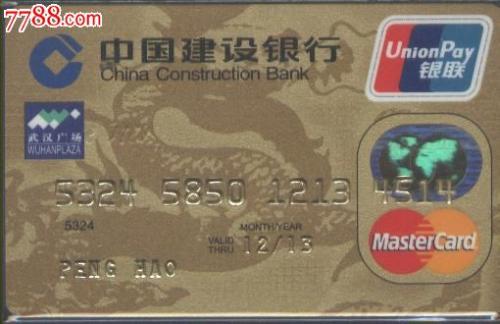 7788.com
中国建设银行
China Construction Bank
UnionPay
银联
武汉广场
WUHANPLAZA
5324 5850 1213 4514
5324
MONTH/YEAR
VALID THRU 12/13
PENG HAO
MasterCard